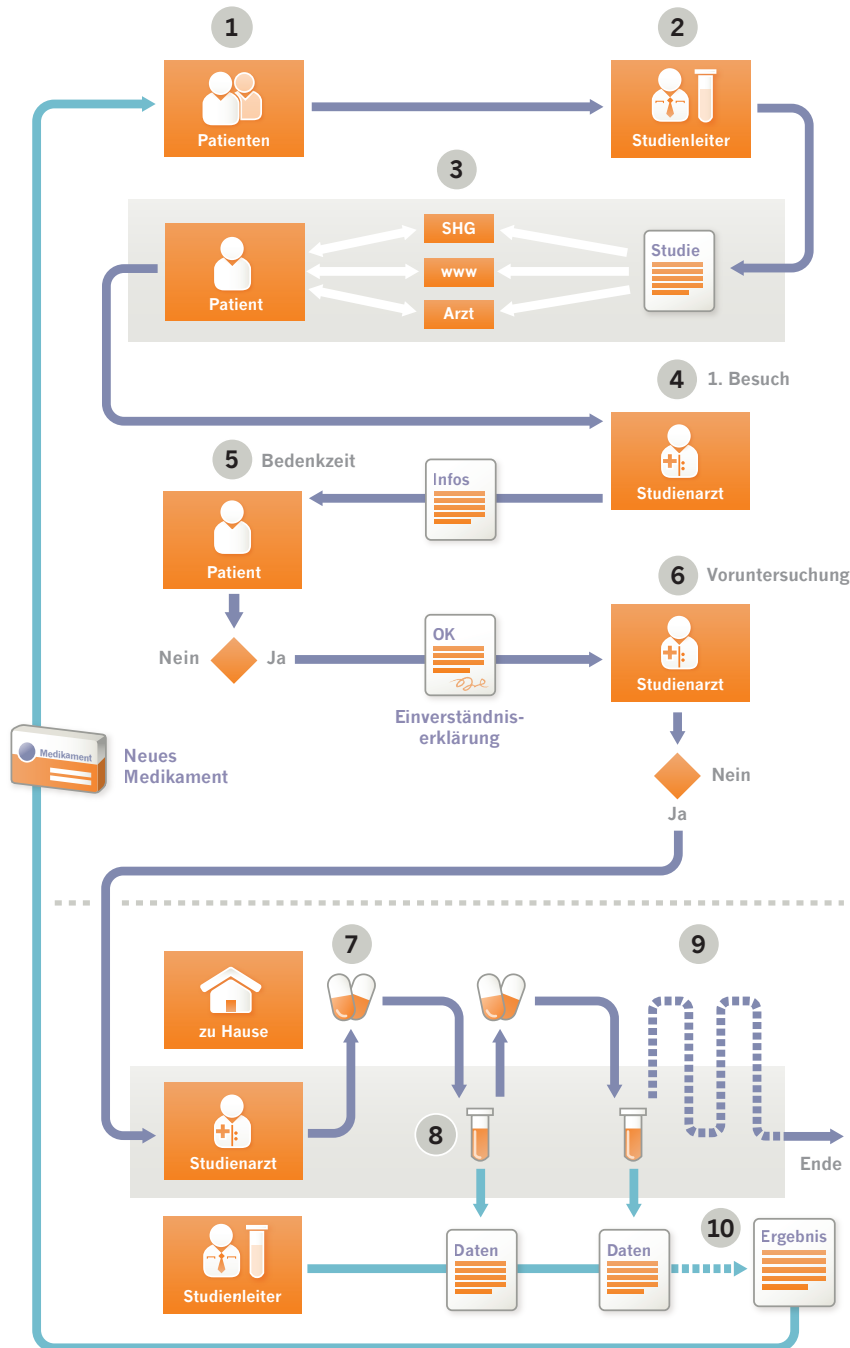 1
2
Patienten
Studienleiter
3
SHG
Studie
www
Patient
Arzt
4 1. Besuch
5 Bedenkzeit
Infos
Studienarzt
Patient
6 Voruntersuchung
OK
Nein
Ja
Studienarzt
Einverständnis-
erklärung
Medikament
Neues
Medikament
Nein
Ja
7
9
zu Hause
8
Studienarzt
Ende
10
Daten
Daten
Ergebnis
Studienleiter